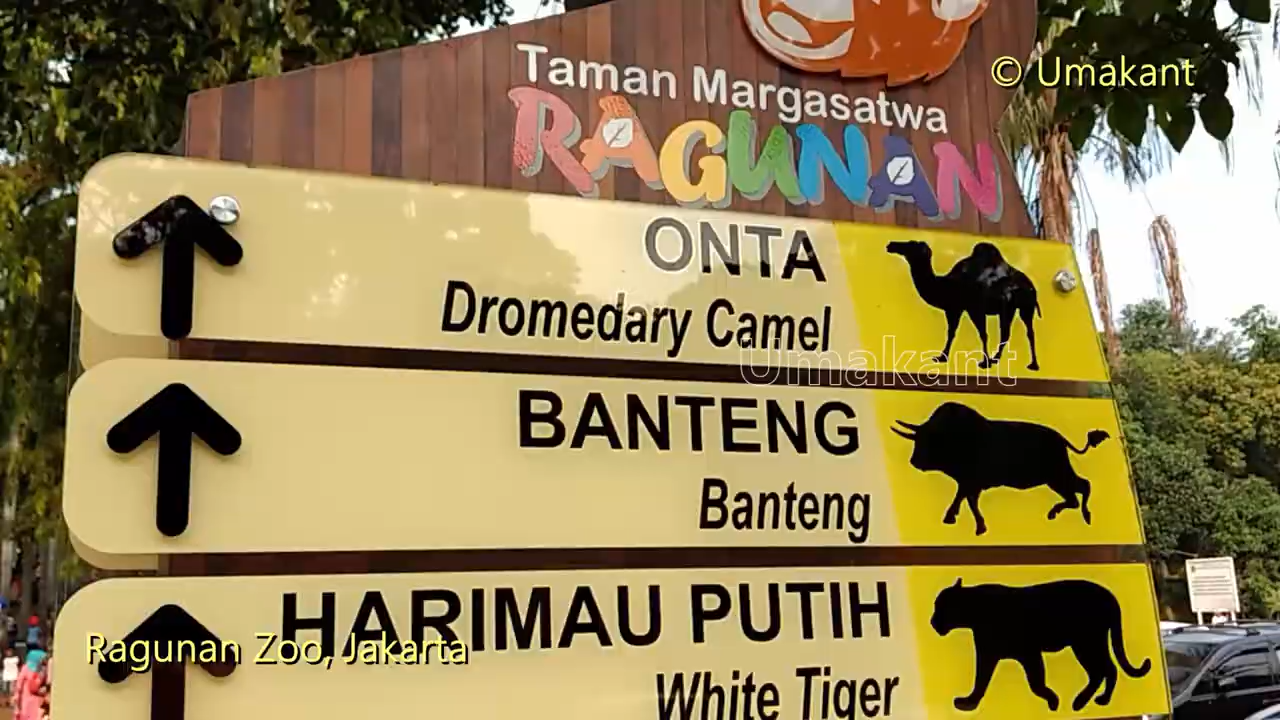 © Umakant
Taman Margasatwa
RAGUNAN
ONTA
Dromedary Camel
Umakant
BANTENG
Banteng
HARIMAU PUTIH
Ragunan Zoo, Jakarta
White Tiger